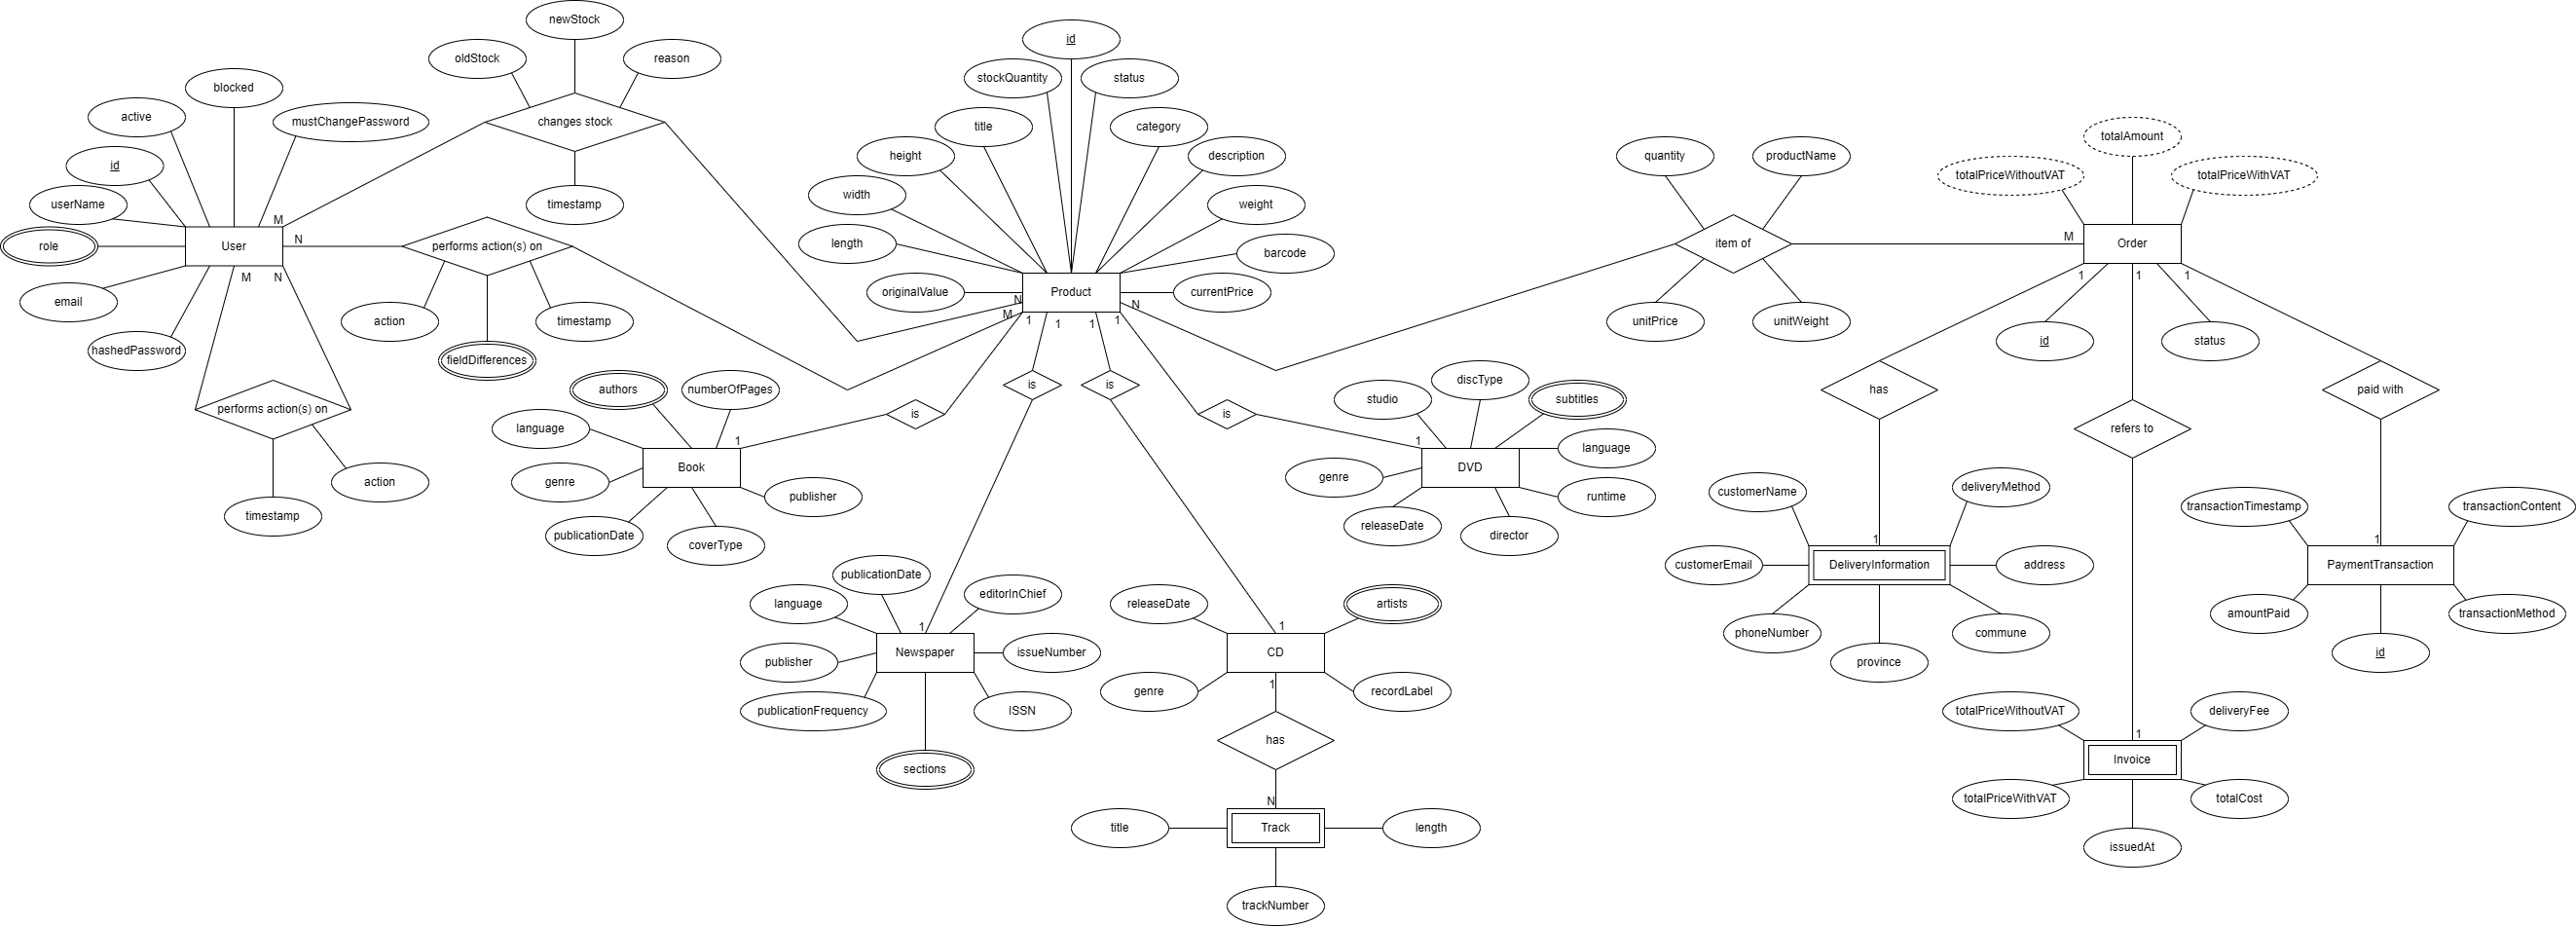 newStock
oldStock
reason
changes stock
timestamp
blocked
active
mustChangePassword
id
userName
role
User
email
hashedPassword
M
N
M
N
performs action(s) on
action
timestamp
fieldDifferences
performs action(s) on
action
timestamp
id
stockQuantity
status
title
category
height
description
width
weight
length
barcode
originalValue
Product
currentPrice
N
M
1
1
1
1
N
is
is
is
is
authors
numberOfPages
language
1
Book
genre
publisher
publicationDate
coverType
studio
discType
subtitles
1
language
DVD
genre
runtime
releaseDate
director
publicationDate
language
editorInChief
1
Newspaper
issueNumber
publisher
publicationFrequency
ISSN
sections
releaseDate
artists
1
CD
genre
recordLabel
1
has
N
title
Track
length
trackNumber
quantity
productName
item of
unitPrice
unitWeight
M
totalAmount
totalPriceWithoutVAT
totalPriceWithVAT
Order
1
1
1
id
status
has
refers to
paid with
customerName
deliveryMethod
1
customerEmail
DeliveryInformation
address
phoneNumber
commune
province
transactionTimestamp
transactionContent
1
PaymentTransaction
amountPaid
transactionMethod
id
totalPriceWithoutVAT
deliveryFee
1
Invoice
totalPriceWithVAT
totalCost
issuedAt